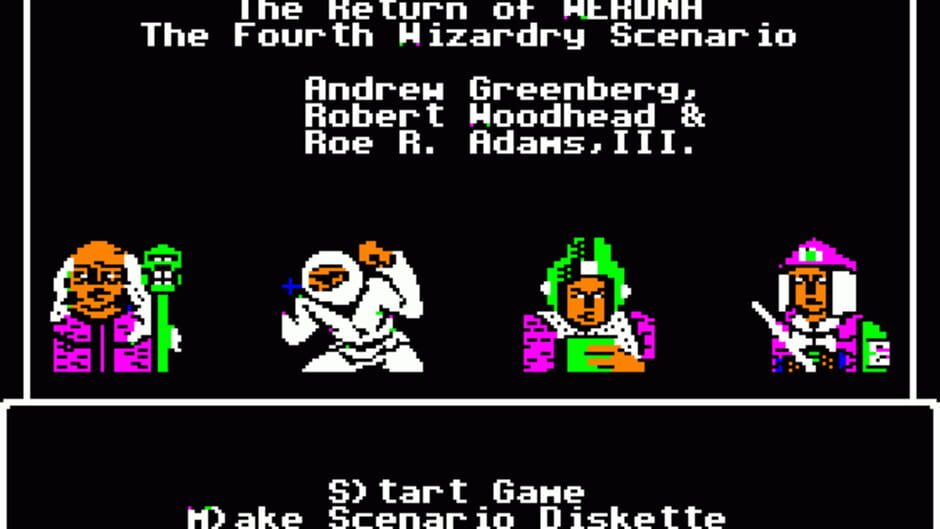 The Return of WERDNA
The Fourth Wizardry Scenario
Andrew Greenberg,
Robert Woodhead &
Roe R. Adams,III.
S)tart Game
M)ake Scenario Diskette